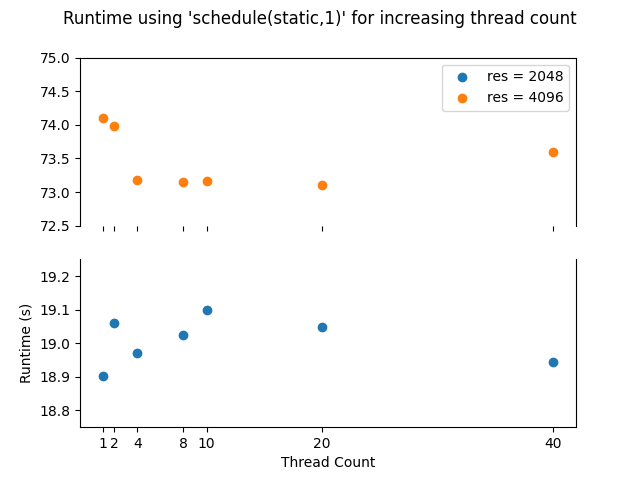 Runtime using 'schedule(static,1)' for increasing thread count
75.0
74.5
74.0
73.5
73.0
72.5
res = 2048
res = 4096
19.2
19.1
19.0
18.9
18.8
Runtime (s)
1 2 4 8 10 20 40
Thread Count